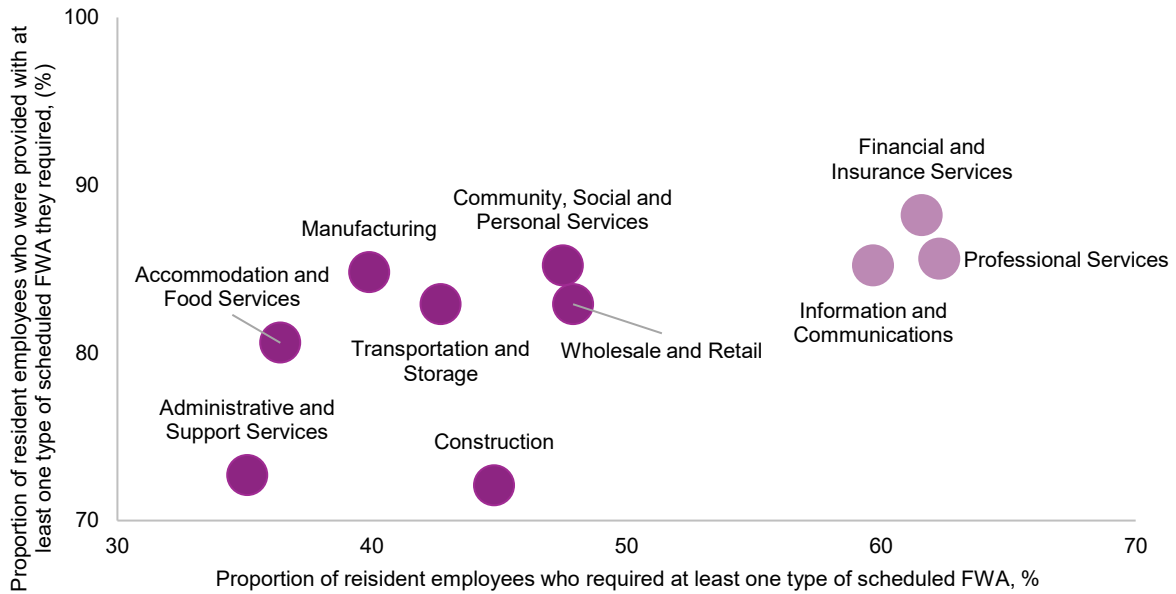 Proportion of resident employees who were provided with at
least one type of scheduled FWA they required, (%)
100
90
80
70
Financial and
Insurance Services
Community, Social and
Personal Services
Manufacturing
Professional Services
Accommodation and
Food Services
Information and
Communications
Transportation and
Storage
Wholesale and Retail
Administrative and
Support Services
Construction
30
40
50
60
70
Proportion of reisident employees who required at least one type of scheduled FWA, %